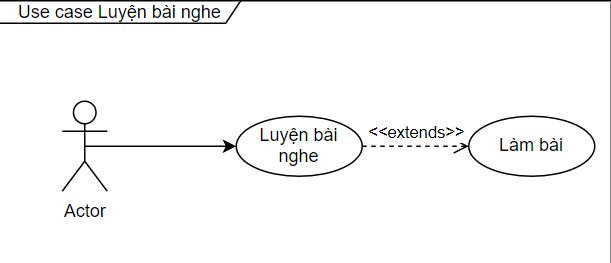 Use case Luyện bài nghe
Luyện bài
nghe
<<extends>>
Làm bài
Actor